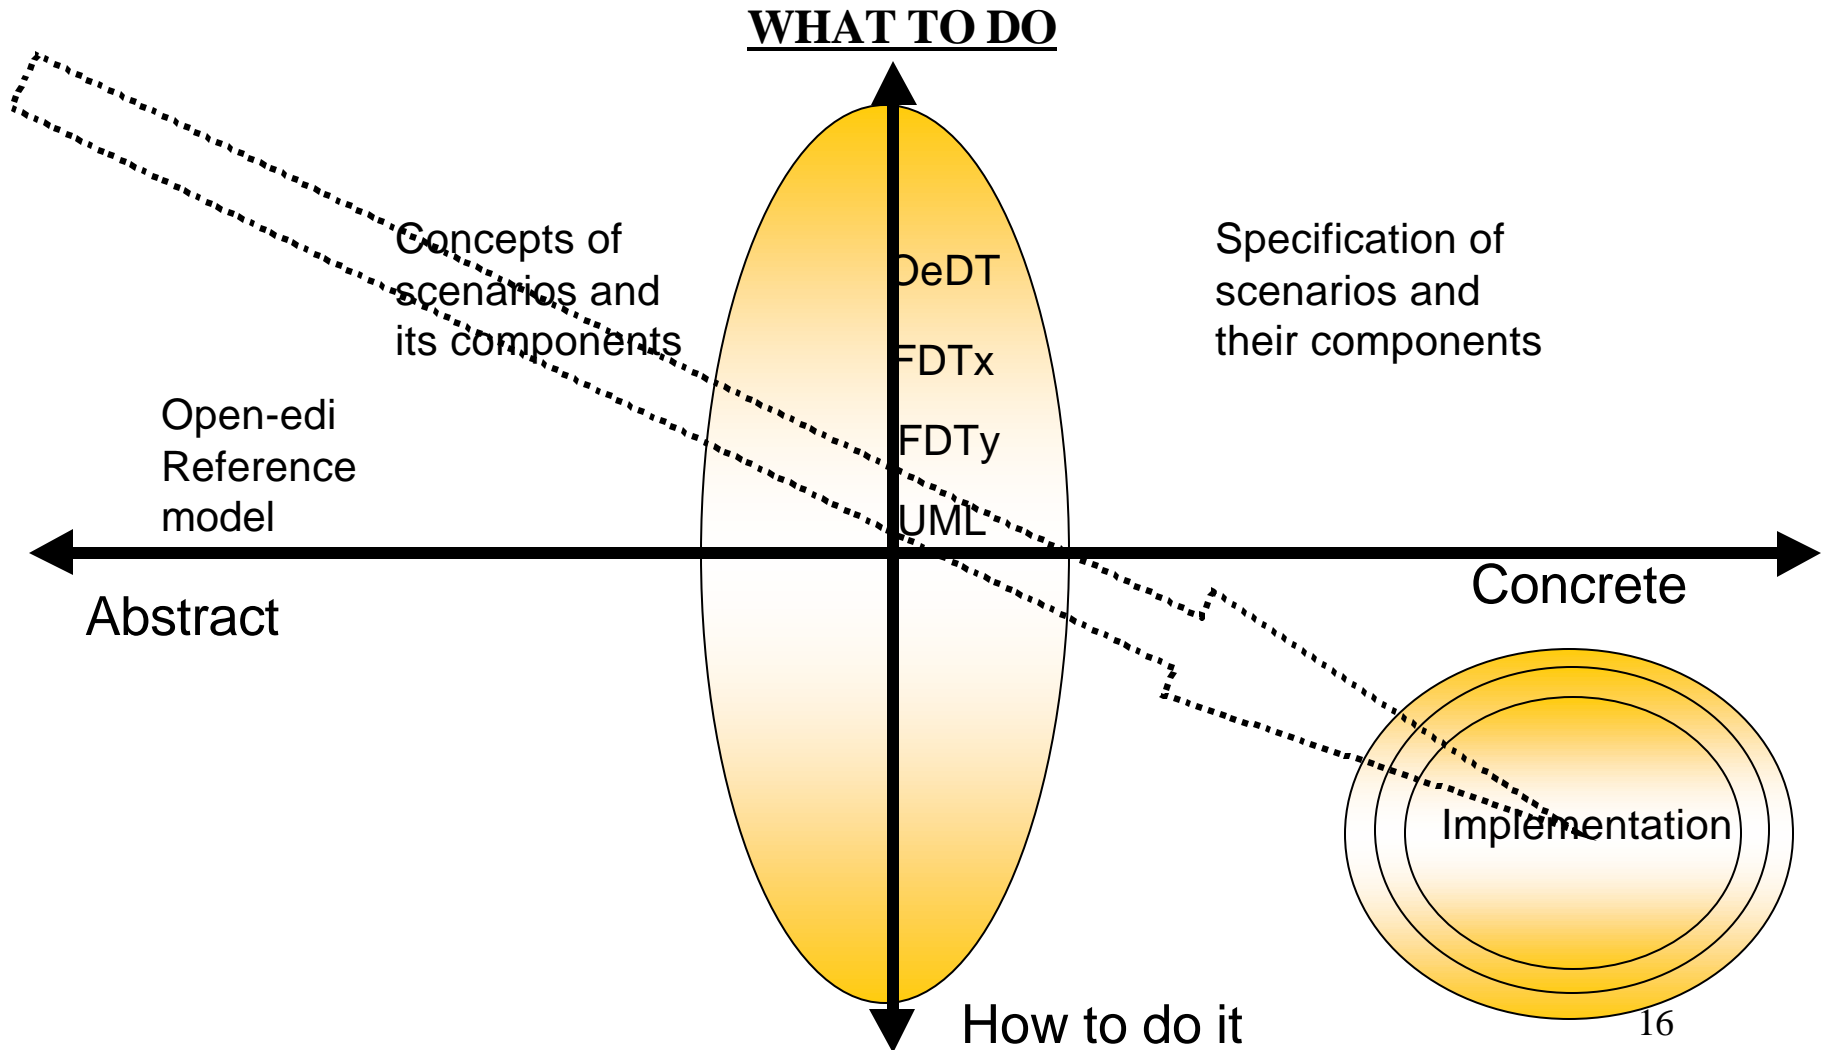 WHAT TO DO
Concepts of
scenarios and
its components
OeDT
FDTx
FDTy
UML
Specification of
scenarios and
their components
Open-edi
Reference
model
Abstract
Concrete
Implementation
How to do it
16